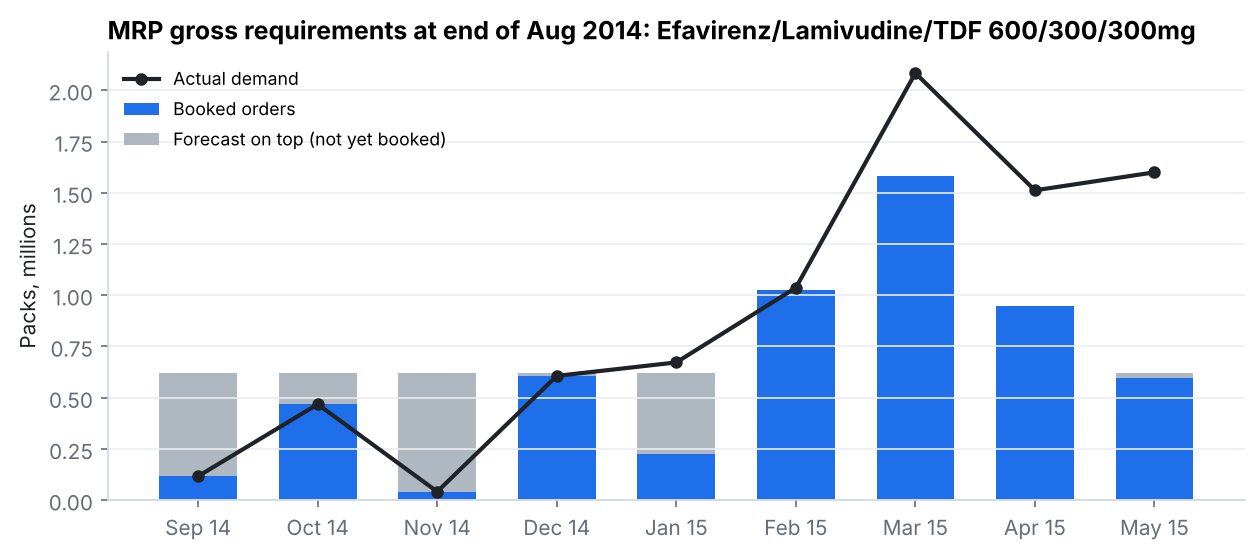 MRP gross requirements at end of Aug 2014: Efavirenz/Lamivudine/TDF 600/300/300mg
Actual demand
Booked orders
Forecast on top (not yet booked)
Packs, millions
2.00
1.75
1.50
1.25
1.00
0.75
0.50
0.25
0.00
Sep 14 Oct 14 Nov 14 Dec 14 Jan 15 Feb 15 Mar 15 Apr 15 May 15